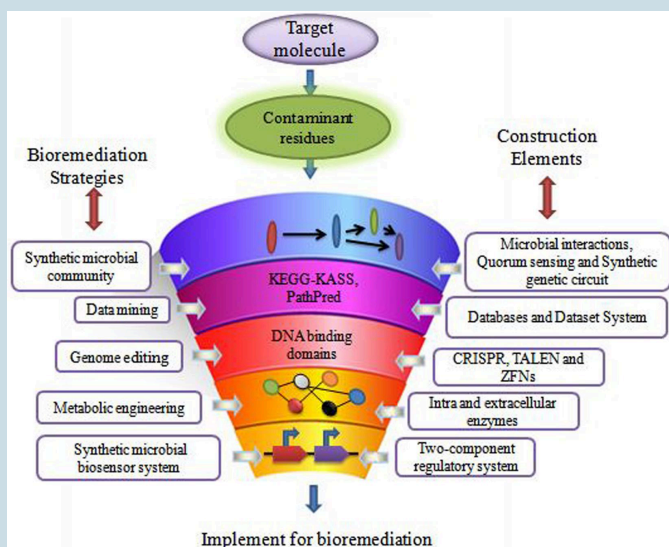 Target
molecule
Contaminant
residues
Bioremediation
Strategies
Construction
Elements
Synthetic microbial
community
Microbial interactions,
Quorum sensing and Synthetic
genetic circuit
KEGG-KASS,
PathPred
Data mining
Databases and Dataset System
DNA binding
domains
Genome editing
CRISPR, TALEN and
ZFNs
Metabolic engineering
Intra and extracellular
enzymes
Synthetic microbial
biosensor system
Two-component
regulatory system
Implement for bioremediation